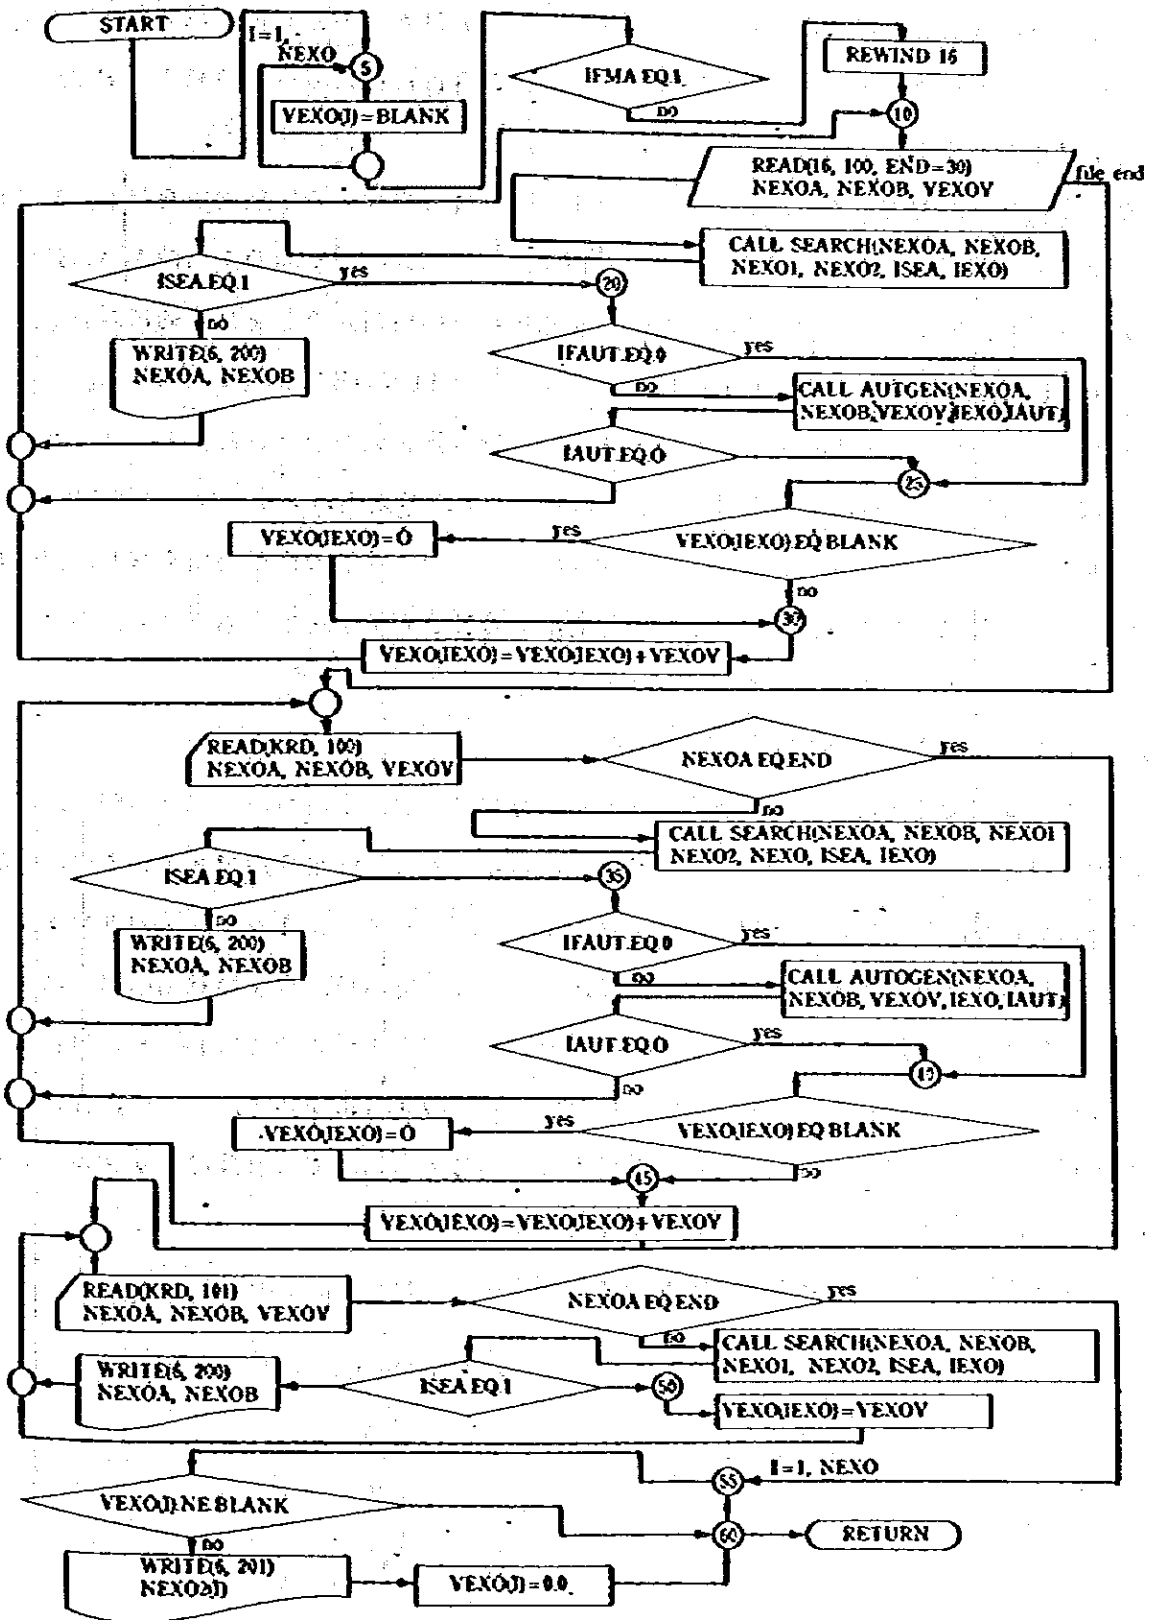 START
I=1,
NEXO
5
VEXO(J)=BLANK
IFMA.EQ.1
no
REWIND 16
10
READ(16, 100, END=30)
NEXOA, NEXOB, VEXOV
file end
CALL SEARCH(NEXOA, NEXOB,
NEXO1, NEXO2, ISEA, IEXO)
ISEA.EQ.1
yes
20
no
WRITE(6, 200)
NEXOA, NEXOB
IFAUT.EQ.0
yes
no
CALL AUTGEN(NEXOA,
NEXOB,VEXOV,IEXO,IAUT)
IAUT.EQ.O
25
VEXO(IEXO)=O
yes
VEXO(IEXO).EQ BLANK
no
30
VEXO(IEXO)=VEXO(IEXO)+VEXOV
READ(KRD, 100)
NEXOA, NEXOB, VEXOV
NEXOA EQ.END
yes
no
CALL SEARCH(NEXOA, NEXOB, NEXO1
NEXO2, NEXO, ISEA, IEXO)
ISEA.EQ.1
35
no
WRITE(6, 200)
NEXOA, NEXOB
IFAUT.EQ.0
yes
no
CALL AUTOGEN(NEXOA,
NEXOB, VEXOV, IEXO, IAUT)
IAUT.EQ.O
yes
40
no
VEXO(IEXO)=O
yes
VEXO(IEXO) EQ BLANK
no
45
VEXO(IEXO)=VEXO(IEXO)+VEXOV
READ(KRD, 101)
NEXOA, NEXOB, VEXOV
NEXOA EQ END
yes
no
CALL SEARCH(NEXOA, NEXOB,
NEXO1, NEXO2, ISEA, IEXO)
WRITE(6, 200)
NEXOA, NEXOB
ISEA EQ.1
50
VEXO(IEXO)=VEXOV
I=1, NEXO
55
VEXO(J).NE.BLANK
60
RETURN
no
WRITE(6, 201)
NEXO2(J)
VEXO(J)=0.0